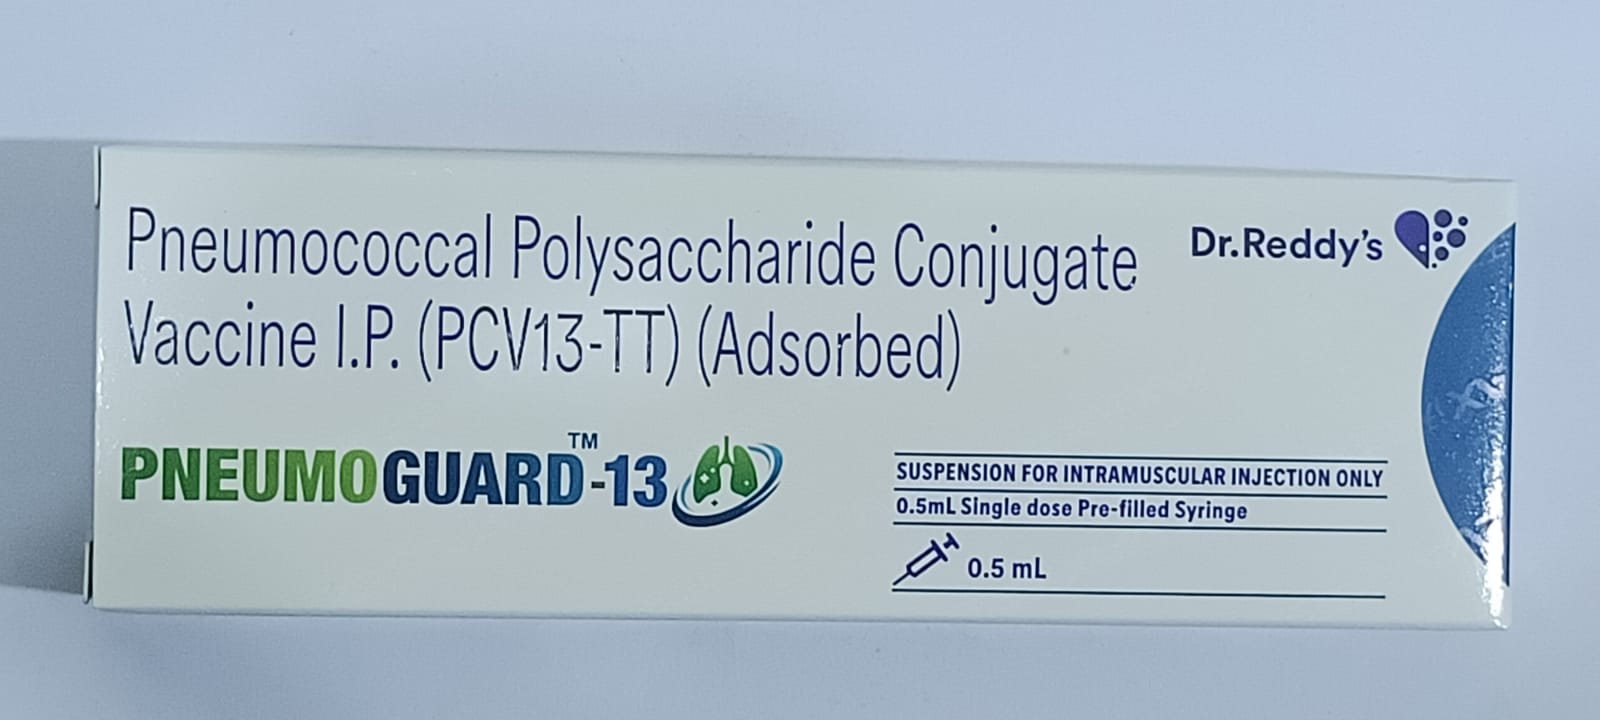 Pneumococcal Polysaccharide Conjugate
Vaccine I.P. (PCV13-TT) (Adsorbed)
Dr.Reddy's
PNEUMOGUARD™-13
SUSPENSION FOR INTRAMUSCULAR INJECTION ONLY
0.5mL Single dose Pre-filled Syringe
0.5 mL